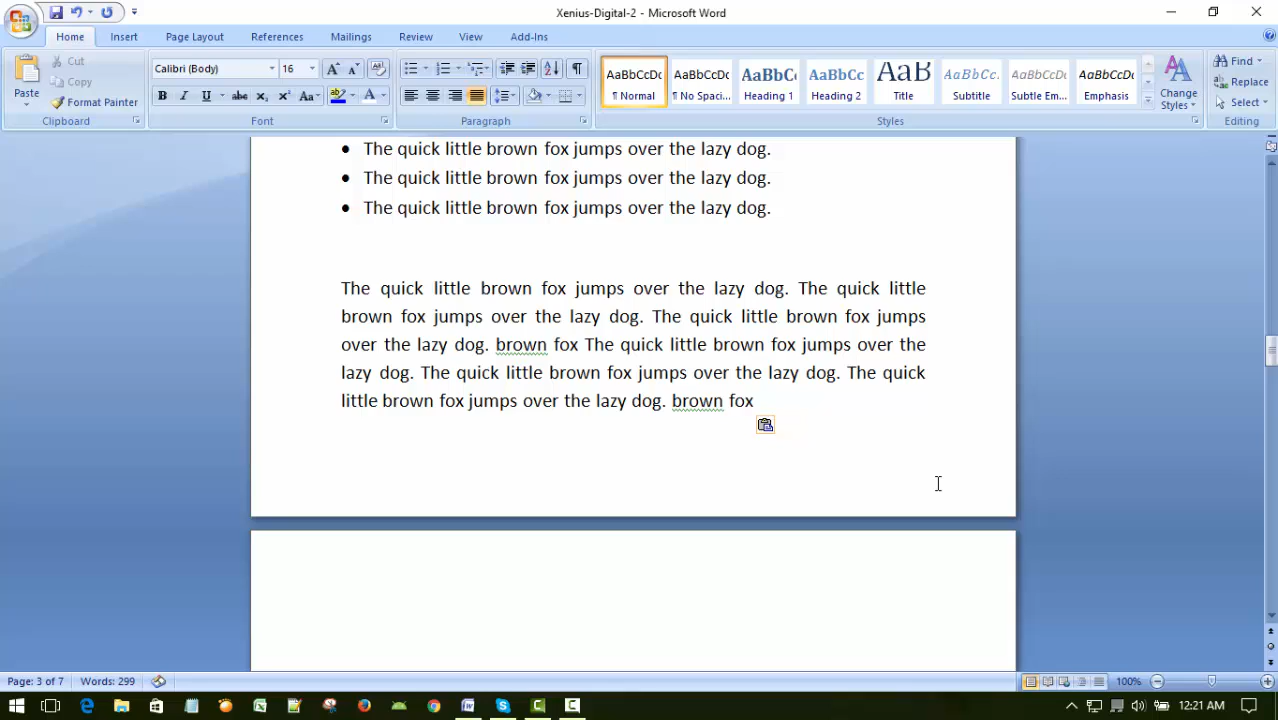 Xenius-Digital-2 - Microsoft Word
Home Insert Page Layout References Mailings Review View Add-Ins
Paste
Cut
Copy
Format Painter
Clipboard
Calibri (Body) 16
Font
Paragraph
AaBbCcDc AaBbCcDc AaBbC AaBbCc AaB AaBbCc. AaBbCcDc AaBbCcDc
¶ Normal ¶ No Spaci... Heading 1 Heading 2 Title Subtitle Subtle Em... Emphasis
Change Styles
Styles
Find
Replace
Select
Editing
• The quick little brown fox jumps over the lazy dog.
• The quick little brown fox jumps over the lazy dog.
• The quick little brown fox jumps over the lazy dog.
The quick little brown fox jumps over the lazy dog. The quick little
brown fox jumps over the lazy dog. The quick little brown fox jumps
over the lazy dog. brown fox The quick little brown fox jumps over the
lazy dog. The quick little brown fox jumps over the lazy dog. The quick
little brown fox jumps over the lazy dog. brown fox
Page: 3 of 7 Words: 299 100%
12:21 AM